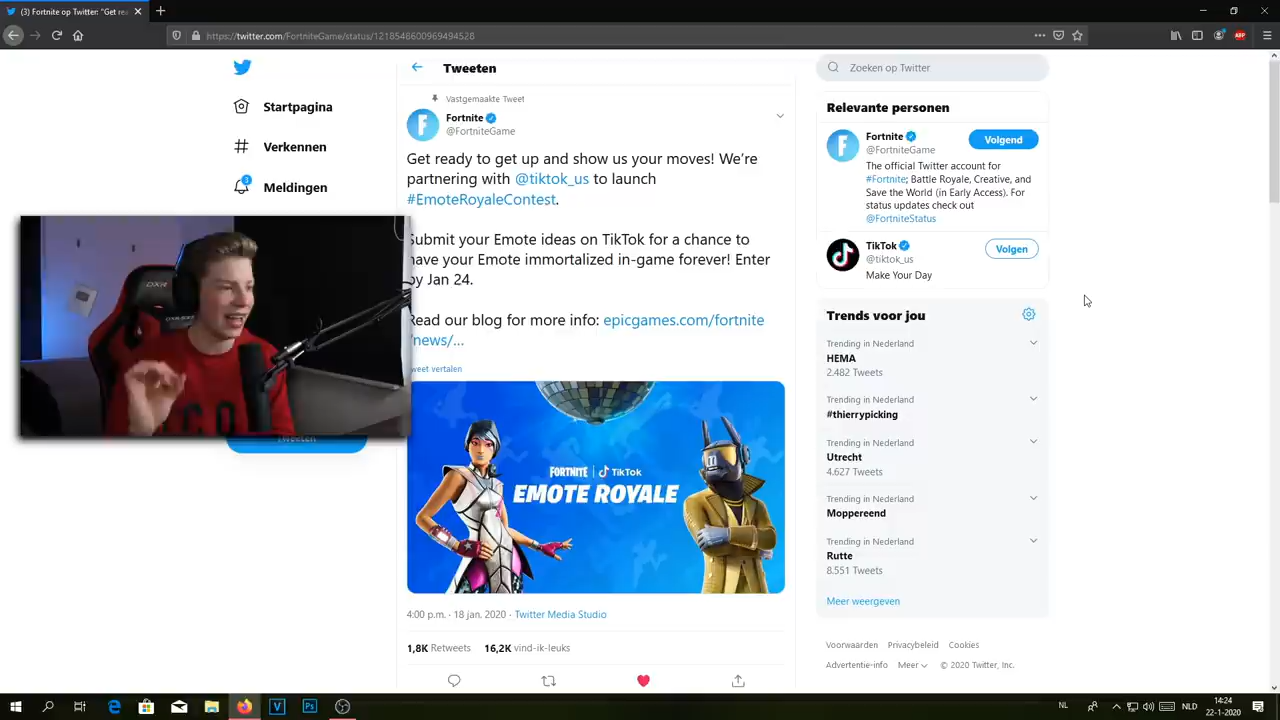 (3) Fortnite op Twitter: "Get rea
https://twitter.com/FortniteGame/status/1218548600969494528
ABP
Startpagina
Verkennen
3
Meldingen
Tweeten
DXR
Tweeten
Vastgemaakte Tweet
Fortnite
@FortniteGame
Get ready to get up and show us your moves! We're
partnering with @tiktok_us to launch
#EmoteRoyaleContest.
Submit your Emote ideas on TikTok for a chance to
have your Emote immortalized in-game forever! Enter
by Jan 24.
Read our blog for more info: epicgames.com/fortnite
/news/...
Tweet vertalen
FORTNITE | TikTok
EMOTE ROYALE
4:00 p.m. · 18 jan. 2020 · Twitter Media Studio
1,8K Retweets 16,2K vind-ik-leuks
Zoeken op Twitter
Relevante personen
Fortnite
@FortniteGame
Volgend
The official Twitter account for
#Fortnite; Battle Royale, Creative, and
Save the World (in Early Access). For
status updates check out
@FortniteStatus
TikTok
@tiktok_us
Volgen
Make Your Day
Trends voor jou
Trending in Nederland
HEMA
2.482 Tweets
Trending in Nederland
#thierrypicking
Trending in Nederland
Utrecht
4.627 Tweets
Trending in Nederland
Moppereend
Trending in Nederland
Rutte
8.551 Tweets
Meer weergeven
Voorwaarden Privacybeleid Cookies
Advertentie-info Meer © 2020 Twitter, Inc.
V
Ps
NL
NLD
14:24
22-1-2020